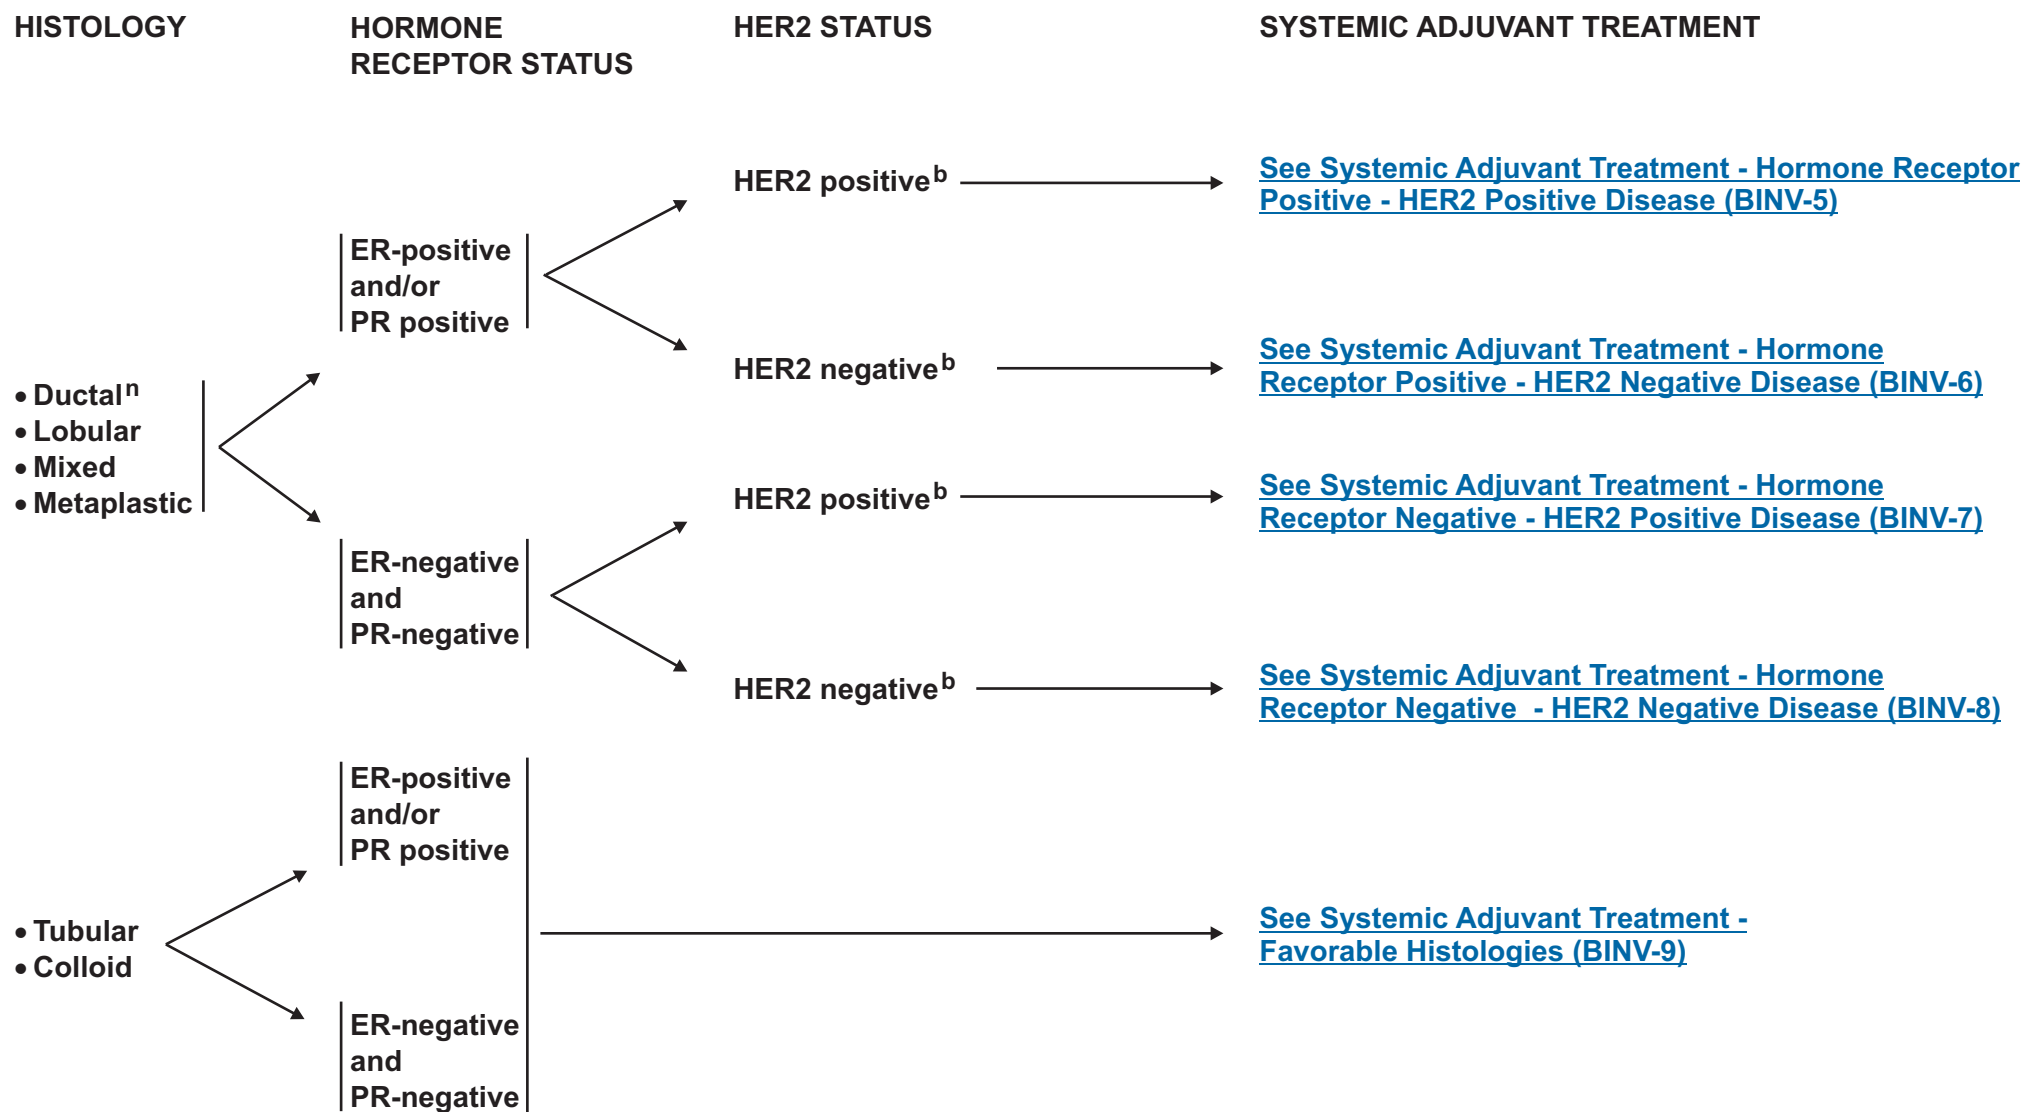 HISTOLOGY
HORMONE
RECEPTOR STATUS
HER2 STATUS
SYSTEMIC ADJUVANT TREATMENT
• Ductalⁿ
• Lobular
• Mixed
• Metaplastic
ER-positive
and/or
PR positive
HER2 positiveᵇ
See Systemic Adjuvant Treatment - Hormone Receptor
Positive - HER2 Positive Disease (BINV-5)
HER2 negativeᵇ
See Systemic Adjuvant Treatment - Hormone
Receptor Positive - HER2 Negative Disease (BINV-6)
ER-negative
and
PR-negative
HER2 positiveᵇ
See Systemic Adjuvant Treatment - Hormone
Receptor Negative - HER2 Positive Disease (BINV-7)
HER2 negativeᵇ
See Systemic Adjuvant Treatment - Hormone
Receptor Negative  - HER2 Negative Disease (BINV-8)
• Tubular
• Colloid
ER-positive
and/or
PR positive
ER-negative
and
PR-negative
See Systemic Adjuvant Treatment -
Favorable Histologies (BINV-9)